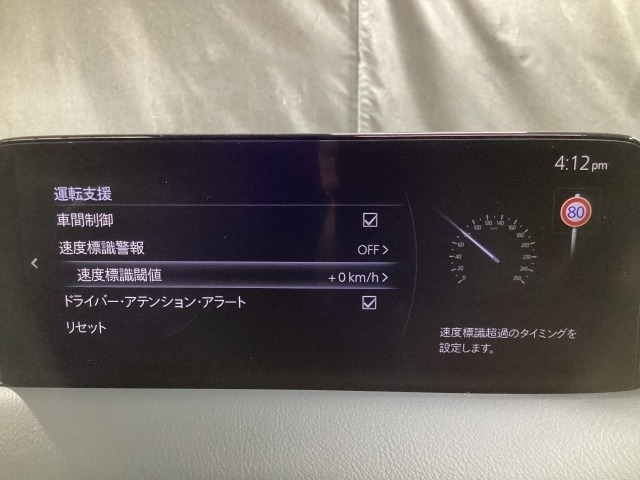 4:12 pm
運転支援
車間制御
速度標識警報 OFF
速度標識閾値 +0km/h
ドライバー・アテンション・アラート
リセット
80
速度標識超過のタイミングを
設定します。